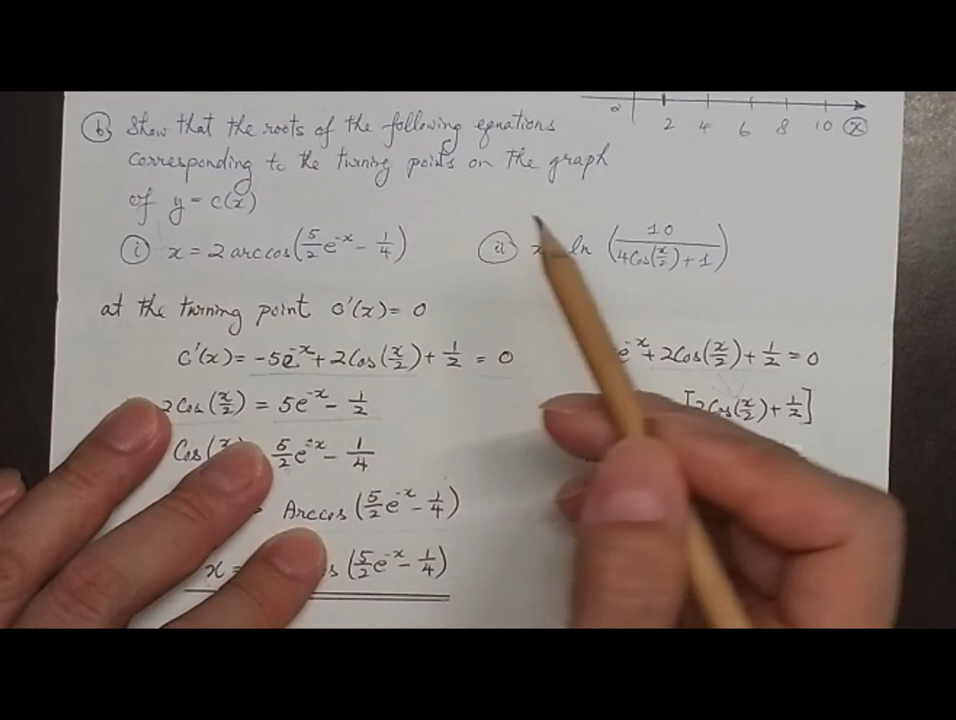 0 2 4 6 8 10 x
b Show that the roots of the following equations
corresponding to the turning points on the graph
of y = c(x)
i x = 2 arccos(5/2 e^-x - 1/4)
ii x ln (10/(4Cos(x/2) + 1))
at the turning point C'(x) = 0
C'(x) = -5e^-x + 2Cos(x/2) + 1/2 = 0
2Cos(x/2) = 5e^-x - 1/2
Cos( 5/2 e^-x - 1/4
Arccos (5/2 e^-x - 1/4)
x = (5/2 e^-x - 1/4)
e^-x + 2Cos(x/2) + 1/2 = 0
[2Cos(x/2) + 1/2]